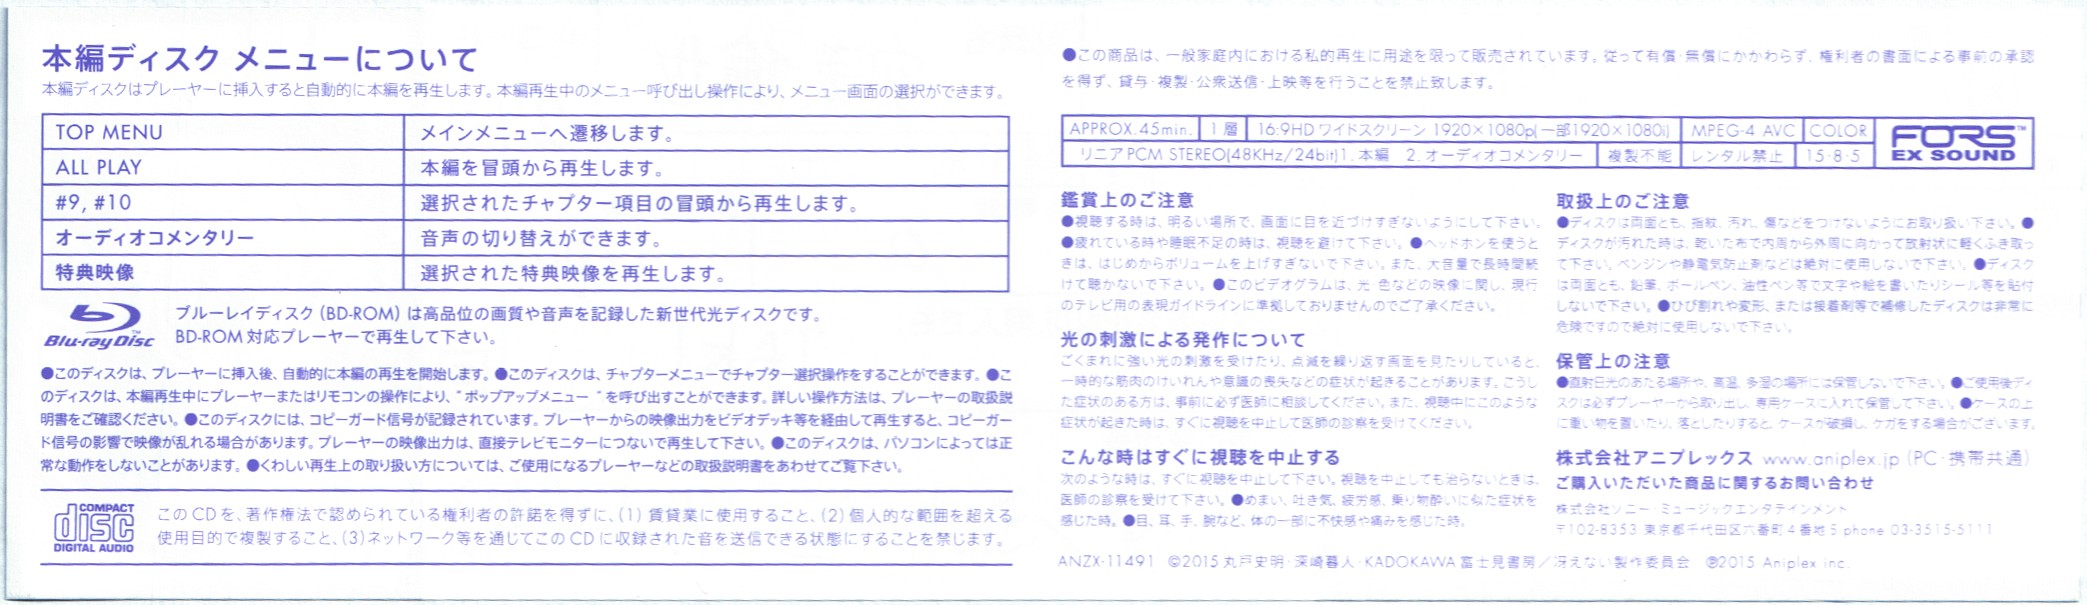 本編ディスク メニューについて
本編ディスクはプレーヤーに挿入すると自動的に本編を再生します。本編再生中のメニュー呼び出し操作により、メニュー画面の選択ができます。
TOP MENU メインメニューへ遷移します。
ALL PLAY 本編を冒頭から再生します。
#9, #10 選択されたチャプター項目の冒頭から再生します。
オーディオコメンタリー 音声の切り替えができます。
特典映像 選択された特典映像を再生します。
Blu-ray Disc™
ブルーレイディスク (BD-ROM) は高品位の画質や音声を記録した新世代光ディスクです。
BD-ROM 対応プレーヤーで再生して下さい。
●このディスクは、プレーヤーに挿入後、自動的に本編の再生を開始します。●このディスクは、チャプターメニューでチャプター選択操作をすることができます。●こ
のディスクは、本編再生中にプレーヤーまたはリモコンの操作により、"ポップアップメニュー "を呼び出すことができます。詳しい操作方法は、プレーヤーの取扱説
明書をご確認ください。●このディスクには、コピーガード信号が記録されています。プレーヤーからの映像出力をビデオデッキ等を経由して再生すると、コピーガー
ド信号の影響で映像が乱れる場合があります。プレーヤーの映像出力は、直接テレビモニターにつないで再生して下さい。●このディスクは、パソコンによっては正
常な動作をしないことがあります。●くわしい再生上の取り扱い方については、ご使用になるプレーヤーなどの取扱説明書をあわせてご覧下さい。
COMPACT
disc
DIGITAL AUDIO
このCDを、著作権法で認められている権利者の許諾を得ずに、(1) 賃貸業に使用すること、(2) 個人的な範囲を超える
使用目的で複製すること、(3)ネットワーク等を通じてこのCDに収録された音を送信できる状態にすることを禁じます。
●この商品は、一般家庭内における私的再生に用途を限って販売されています。従って有償・無償にかかわらず、権利者の書面による事前の承認
を得ず、貸与・複製・公衆送信・上映等を行うことを禁止致します。
APPROX.45min. 1層 16:9HDワイドスクリーン 1920×1080p(一部1920×1080i) MPEG-4 AVC COLOR
リニアPCM STEREO(48KHz/24bit)1. 本編 2. オーディオコメンタリー 複製不能 レンタル禁止 15・8・5
FORS™
EX SOUND
鑑賞上のご注意
●視聴する時は、明るい場所で、画面に目を近づけすぎないようにして下さい。
●疲れている時や睡眠不足の時は、視聴を避けて下さい。●ヘッドホンを使うと
きは、はじめからボリュームを上げすぎないで下さい。また、大音量で長時間続
けて聴かないで下さい。●このビデオグラムは、光・色などの映像に関し、現行
のテレビ用の表現ガイドラインに準拠しておりませんのでご了承ください。
光の刺激による発作について
ごくまれに強い光の刺激を受けたり、点滅を繰り返す画面を見たりしていると、
一時的な筋肉のけいれんや意識の喪失などの症状が起きることがあります。こうし
た症状のある方は、事前に必ず医師に相談してください。また、視聴中にこのような
症状が起きた時は、すぐに視聴を中止して医師の診察を受けてください。
こんな時はすぐに視聴を中止する
次のような時は、すぐに視聴を中止して下さい。視聴を中止しても治らないときは、
医師の診察を受けて下さい。●めまい、吐き気、疲労感、乗り物酔いに似た症状を
感じた時。●目、耳、手、腕など、体の一部に不快感や痛みを感じた時。
取扱上のご注意
●ディスクは両面とも、指紋、汚れ、傷などをつけないようにお取り扱い下さい。●
ディスクが汚れた時は、乾いた布で内周から外周に向かって放射状に軽くふき取っ
て下さい。ベンジンや静電気防止剤などは絶対に使用しないで下さい。●ディスク
は両面とも、鉛筆、ボールペン、油性ペン等で文字や絵を書いたりシール等を貼付
しないで下さい。●ひび割れや変形、または接着剤等で補修したディスクは非常に
危険ですので絶対に使用しないで下さい。
保管上の注意
●直射日光のあたる場所や、高温、多湿の場所には保管しないで下さい。●ご使用後ディ
スクは必ずプレーヤーから取り出し、専用ケースに入れて保管して下さい。●ケースの上
に重い物を置いたり、落としたりすると、ケースが破損し、ケガをする場合がございます。
株式会社アニプレックス www.aniplex.jp (PC・携帯共通)
ご購入いただいた商品に関するお問い合わせ
株式会社ソニー・ミュージックエンタテインメント
〒102-8353 東京都千代田区六番町4番地5 phone 03-3515-5111
ANZX-11491 ©2015 丸戸史明・深崎暮人・KADOKAWA 富士見書房／冴えない製作委員会 ℗2015 Aniplex inc.